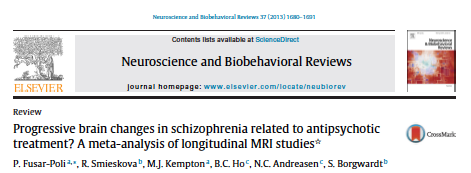 Neuroscience and Biobehavioral Reviews 37 (2013) 1680–1691
Contents lists available at ScienceDirect
Neuroscience and Biobehavioral Reviews
journal homepage: www.elsevier.com/locate/neubiorev
ELSEVIER
Review
Progressive brain changes in schizophrenia related to antipsychotic
treatment? A meta-analysis of longitudinal MRI studies☆
CrossMark
P. Fusar-Poli a,∗, R. Smieskova b, M.J. Kempton a, B.C. Ho c, N.C. Andreasen c, S. Borgwardt b